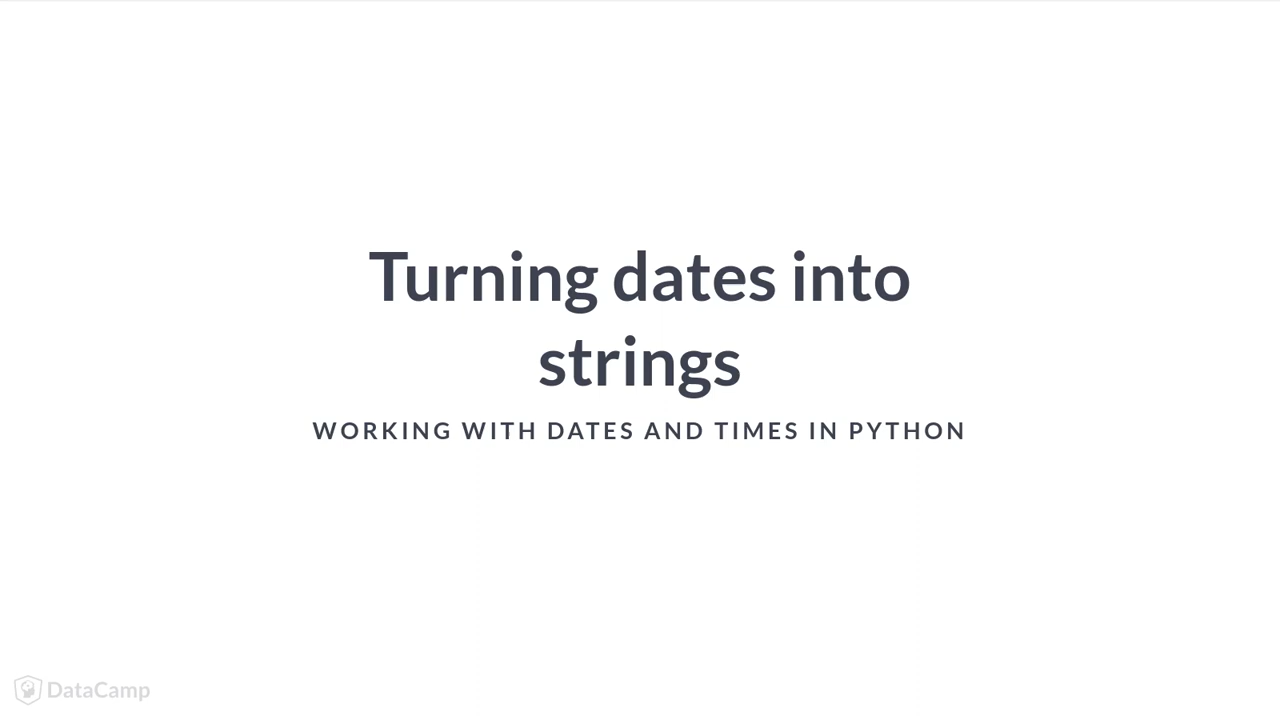 Turning dates into
strings
WORKING WITH DATES AND TIMES IN PYTHON
DataCamp